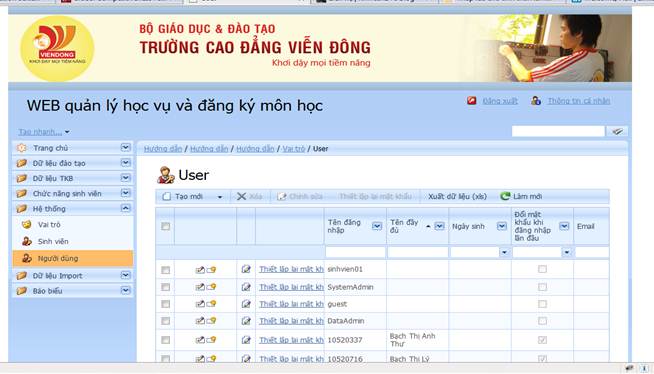 User
BỘ GIÁO DỤC & ĐÀO TẠO
TRƯỜNG CAO ĐẲNG VIỄN ĐÔNG
Khơi dậy mọi tiềm năng
VIENDONG
KHƠI DẬY MỌI TIỀM NĂNG
WEB quản lý học vụ và đăng ký môn học
Đăng xuất
Thông tin cá nhân
Tạo nhanh...
Trang chủ
Dữ liệu đào tạo
Dữ liệu TKB
Chức năng sinh viên
Hệ thống
Vai trò
Sinh viên
Người dùng
Dữ liệu Import
Báo biểu
Hướng dẫn / Hướng dẫn / Hướng dẫn / Vai trò / User
User
Tạo mới Xóa Chỉnh sửa Thiết lập lại mật khẩu Xuất dữ liệu (xls) Làm mới
Tên đăng nhập Tên đầy đủ Ngày sinh Đổi mật khẩu khi đăng nhập lần đầu Email
Thiết lập lại mật kh sinhvien01
Thiết lập lại mật kh SystemAdmin
Thiết lập lại mật kh guest
Thiết lập lại mật kh DataAdmin
Thiết lập lại mật kh 10520337 Bạch Thị Anh Thư
Thiết lập lại mật kh 10520716 Bạch Thị Lý